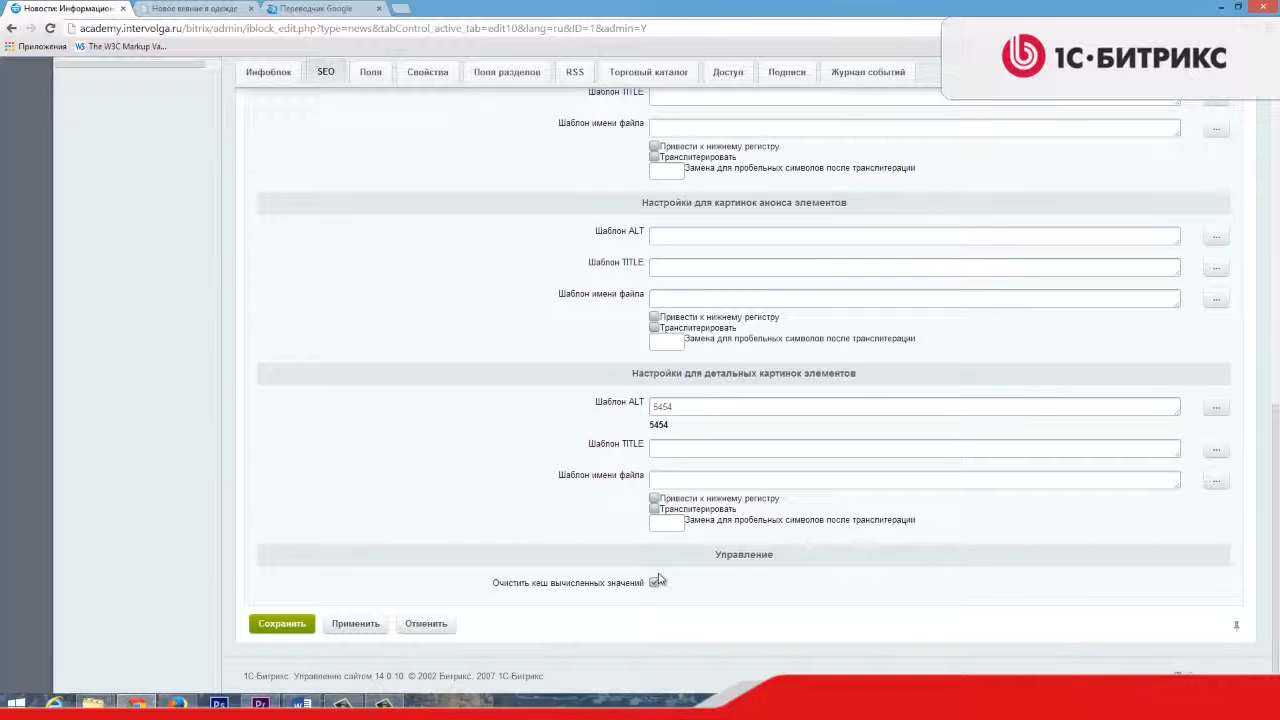 Новости: Информацион
Новое веяние в одежде
Переводчик Google
academy.intervolga.ru/bitrix/admin/iblock_edit.php?type=news&tabControl_active_tab=edit10&lang=ru&ID=1&admin=Y
Приложения
The W3C Markup Va...
1С·БИТРИКС
Инфоблок
SEO
Поля
Свойства
Поля разделов
RSS
Торговый каталог
Доступ
Подписи
Журнал событий
Шаблон TITLE
...
Шаблон имени файла
...
Привести к нижнему регистру
Транслитерировать
Замена для пробельных символов после транслитерации
Настройки для картинок анонса элементов
Шаблон ALT
...
Шаблон TITLE
...
Шаблон имени файла
...
Привести к нижнему регистру
Транслитерировать
Замена для пробельных символов после транслитерации
Настройки для детальных картинок элементов
Шаблон ALT
5454
...
5454
Шаблон TITLE
...
Шаблон имени файла
...
Привести к нижнему регистру
Транслитерировать
Замена для пробельных символов после транслитерации
Управление
Очистить кеш вычисленных значений
Сохранить
Применить
Отменить
1С-Битрикс. Управление сайтом 14.0.10. © 2002 Битрикс, 2007 1С-Битрикс
Ps
Pr